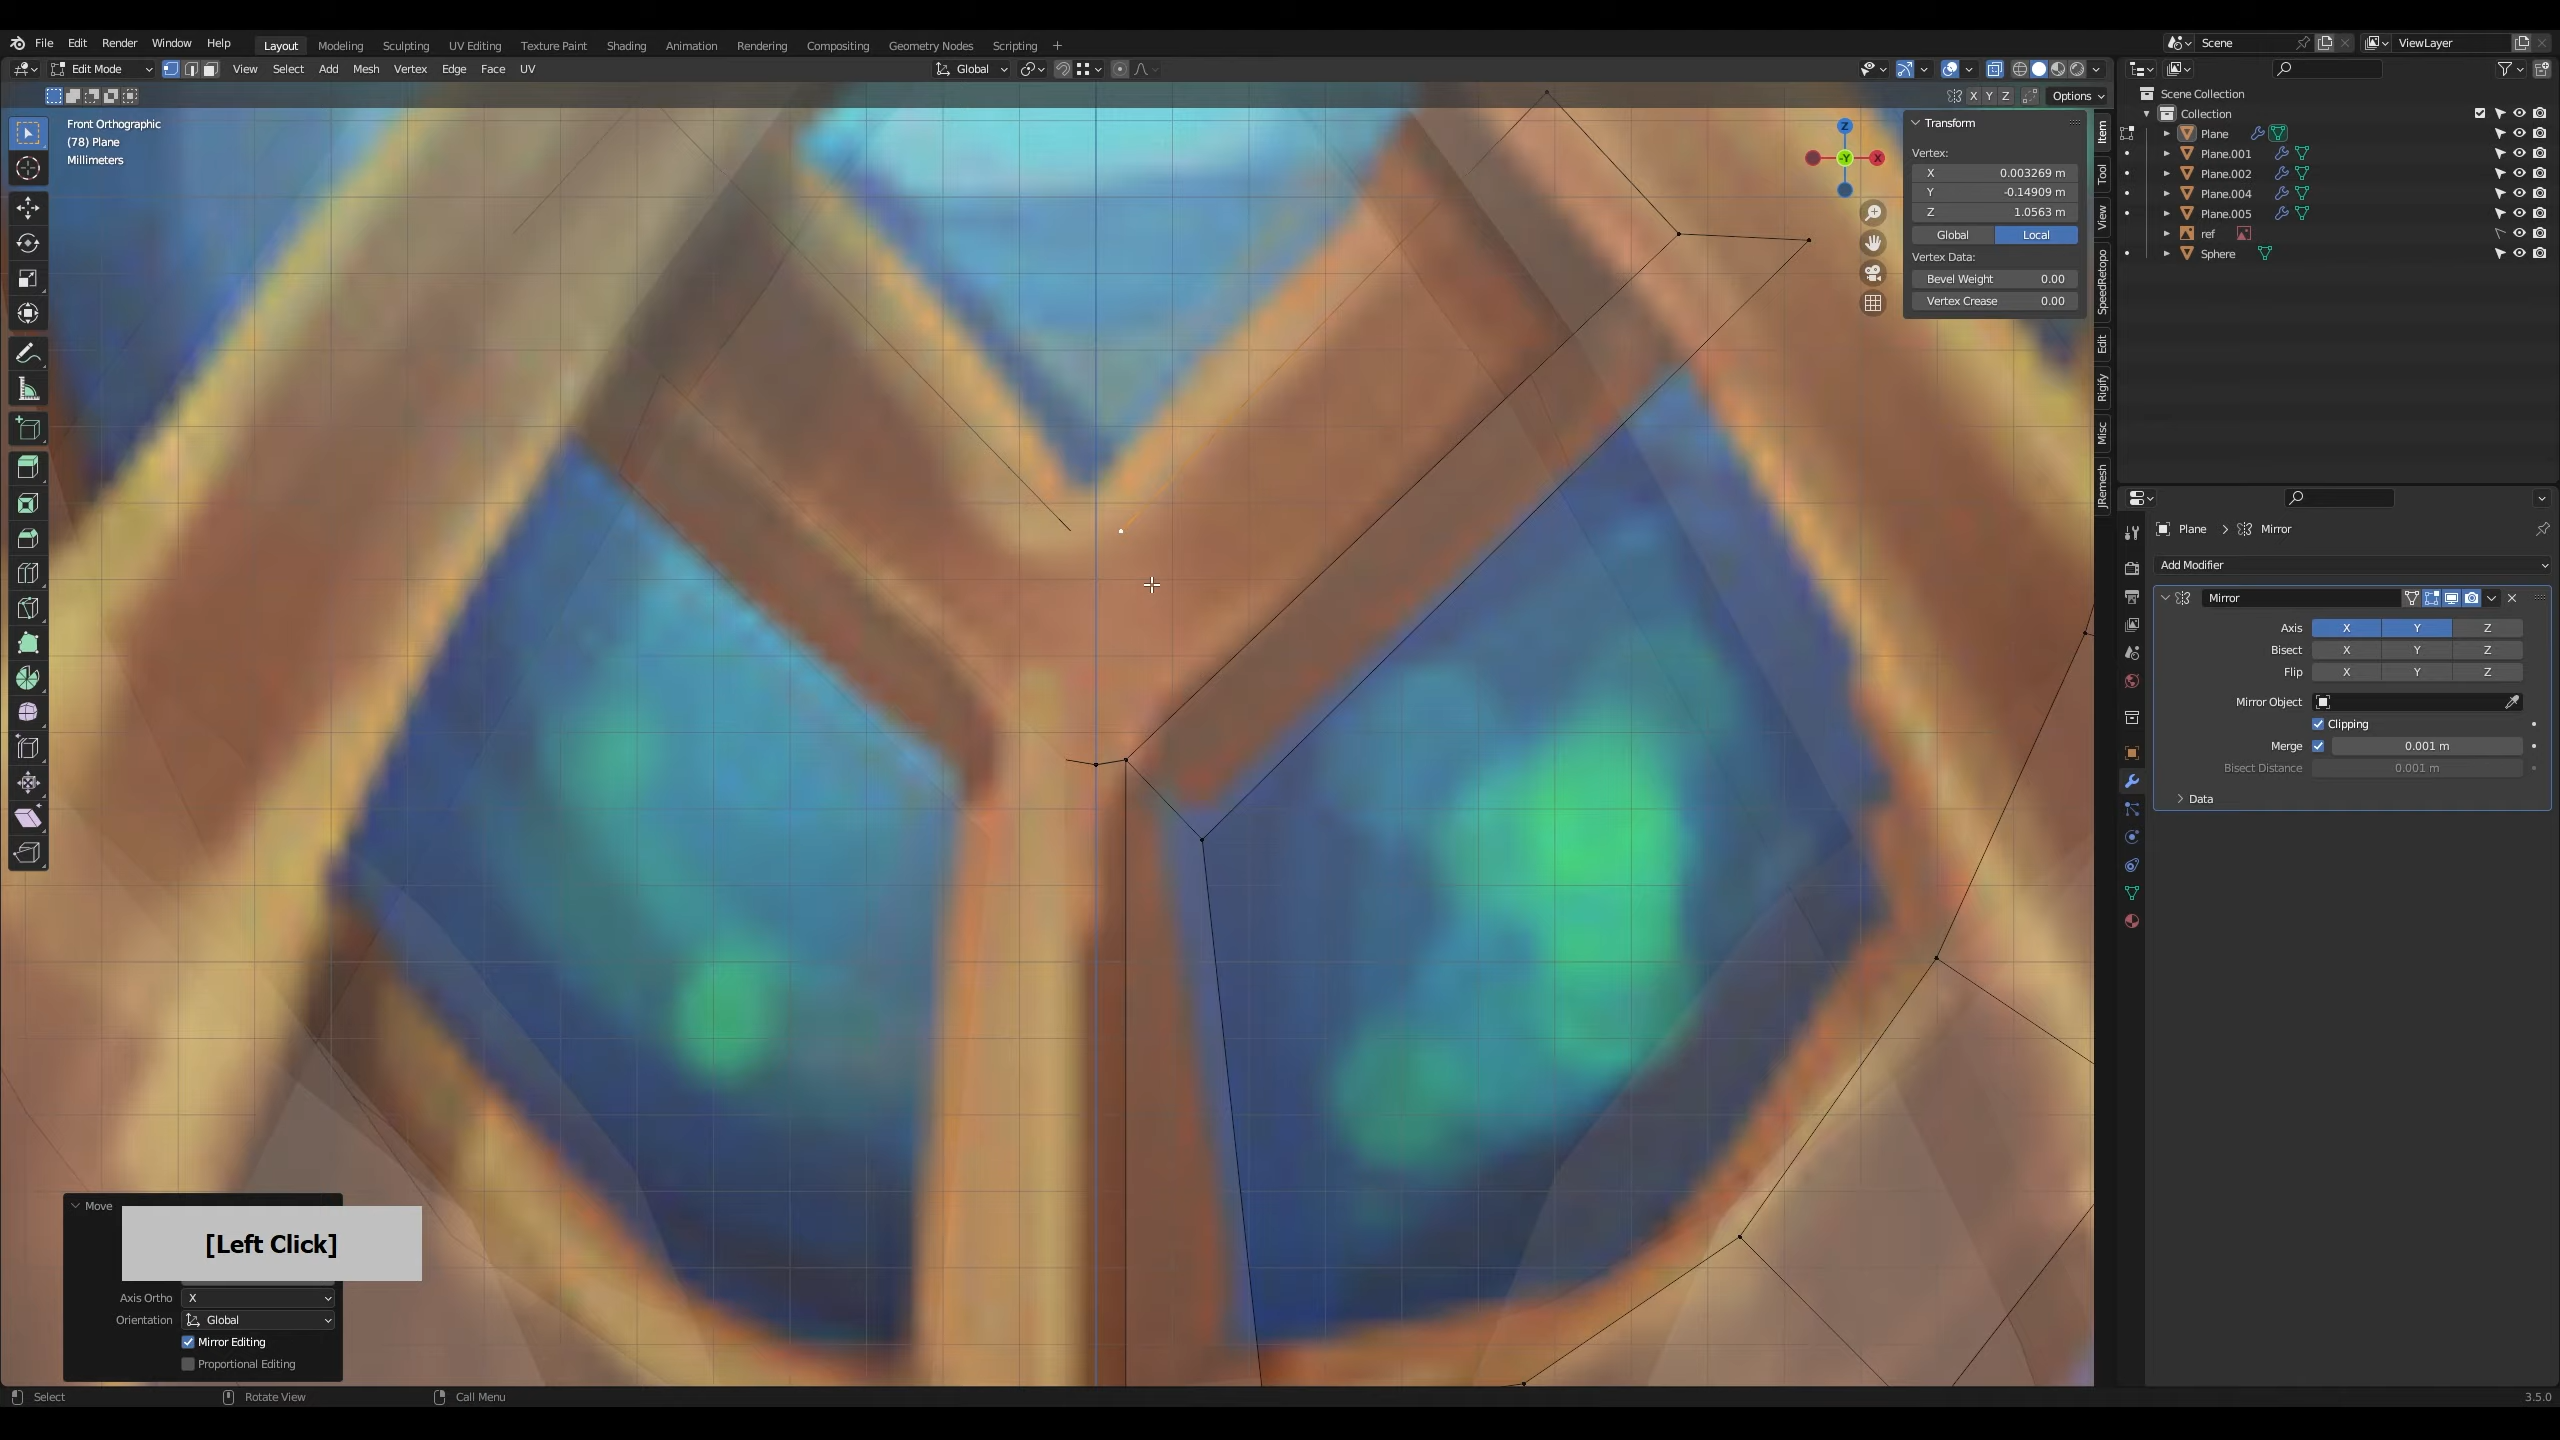 File Edit Render Window Help Layout Modeling Sculpting UV Editing Texture Paint Shading Animation Rendering Compositing Geometry Nodes Scripting + Scene ViewLayer
Edit Mode View Select Add Mesh Vertex Edge Face UV Global
X Y Z Options
Front Orthographic
(78) Plane
Millimeters
Z
-Y
X
Transform
Vertex:
X 0.003269 m
Y -0.14909 m
Z 1.0563 m
Global Local
Vertex Data:
Bevel Weight 0.00
Vertex Crease 0.00
Item
Tool
View
SpeedRetopo
Edit
Rigify
Misc
JRemesh
Scene Collection
Collection
Plane
Plane.001
Plane.002
Plane.004
Plane.005
ref
Sphere
Plane > Mirror
Add Modifier
Mirror
Axis X Y Z
Bisect X Y Z
Flip X Y Z
Mirror Object
Clipping
Merge 0.001 m
Bisect Distance 0.001 m
Data
Move
[Left Click]
Axis Ortho X
Orientation Global
Mirror Editing
Proportional Editing
Select Rotate View Call Menu 3.5.0